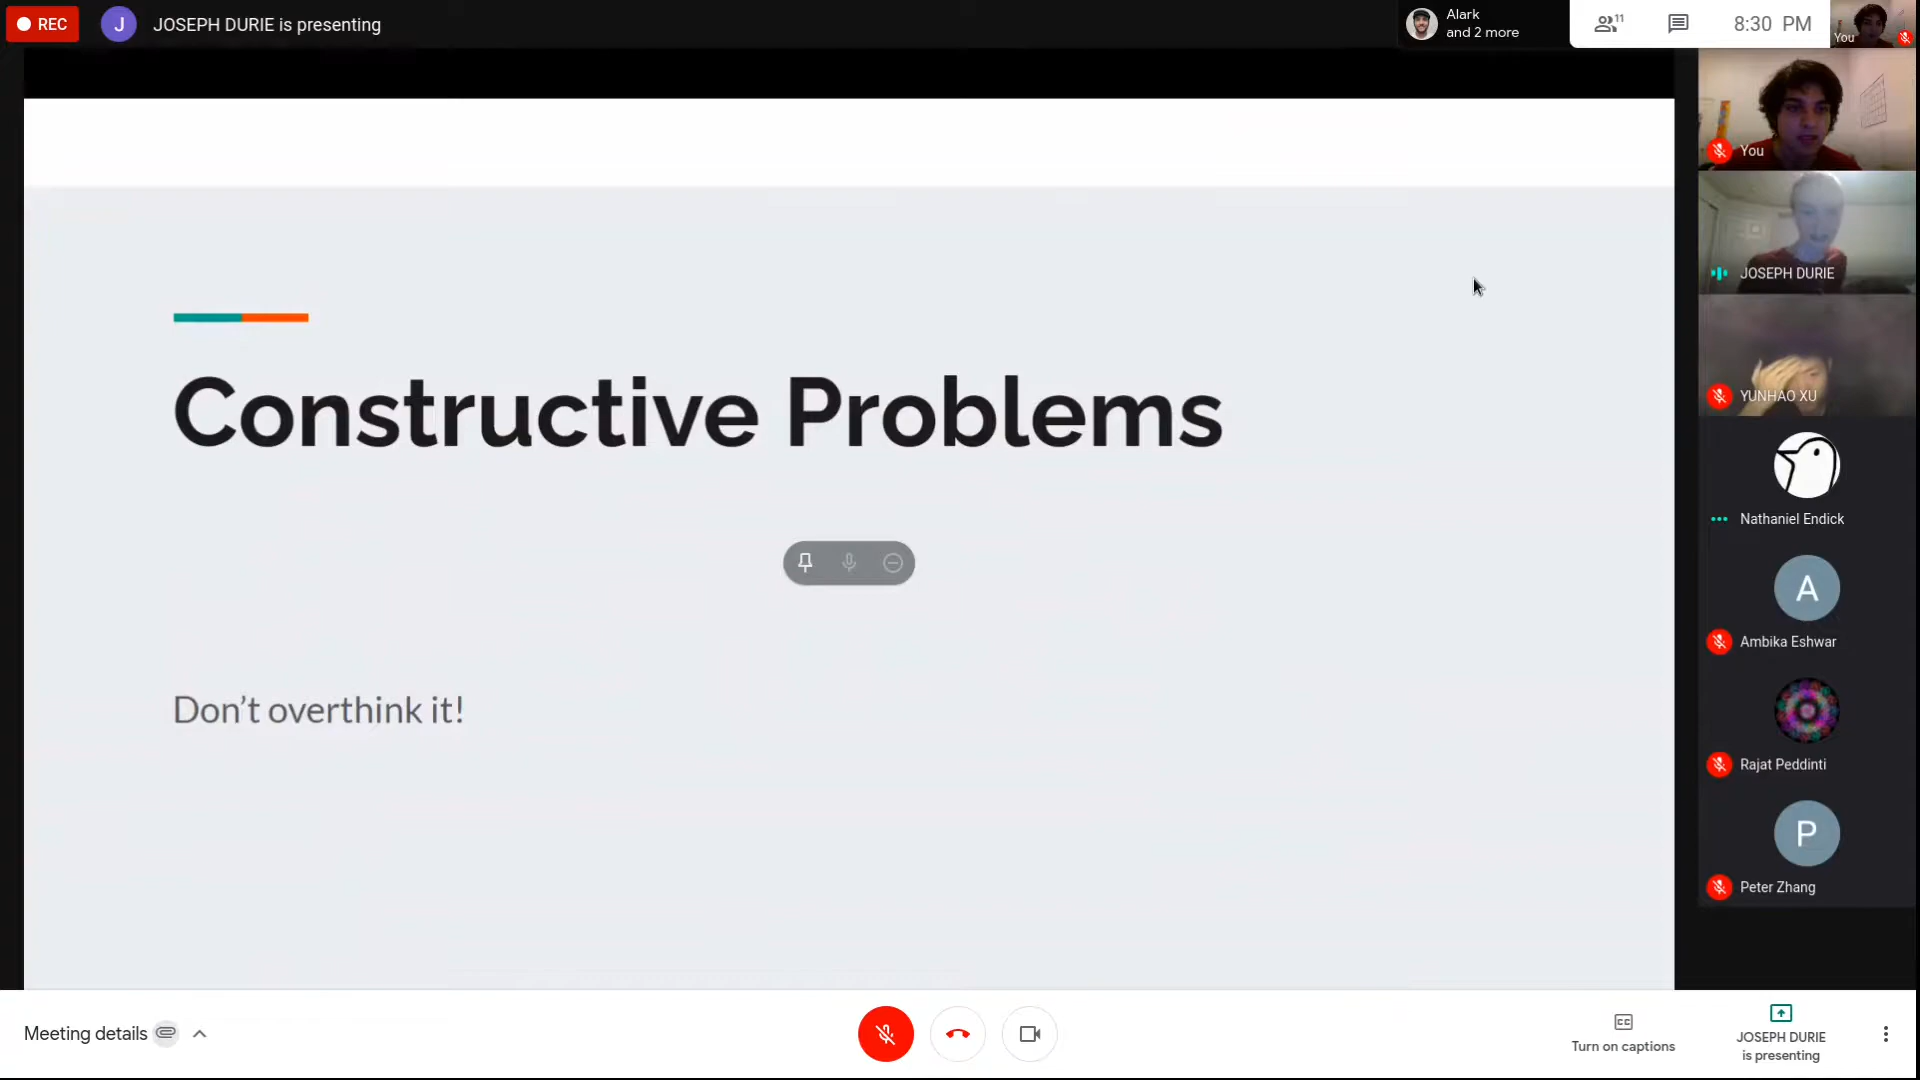 REC
J
JOSEPH DURIE is presenting
Alark
and 2 more
11
8:30 PM
You
You
JOSEPH DURIE
YUNHAO XU
Nathaniel Endick
A
Ambika Eshwar
Rajat Peddinti
P
Peter Zhang
Constructive Problems
Don't overthink it!
Meeting details
CC
Turn on captions
JOSEPH DURIE
is presenting